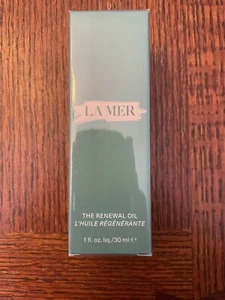 LA MER
THE RENEWAL OIL
L'HUILE RÉGÉNÉRANTE
1 fl. oz. liq./30 ml ℮